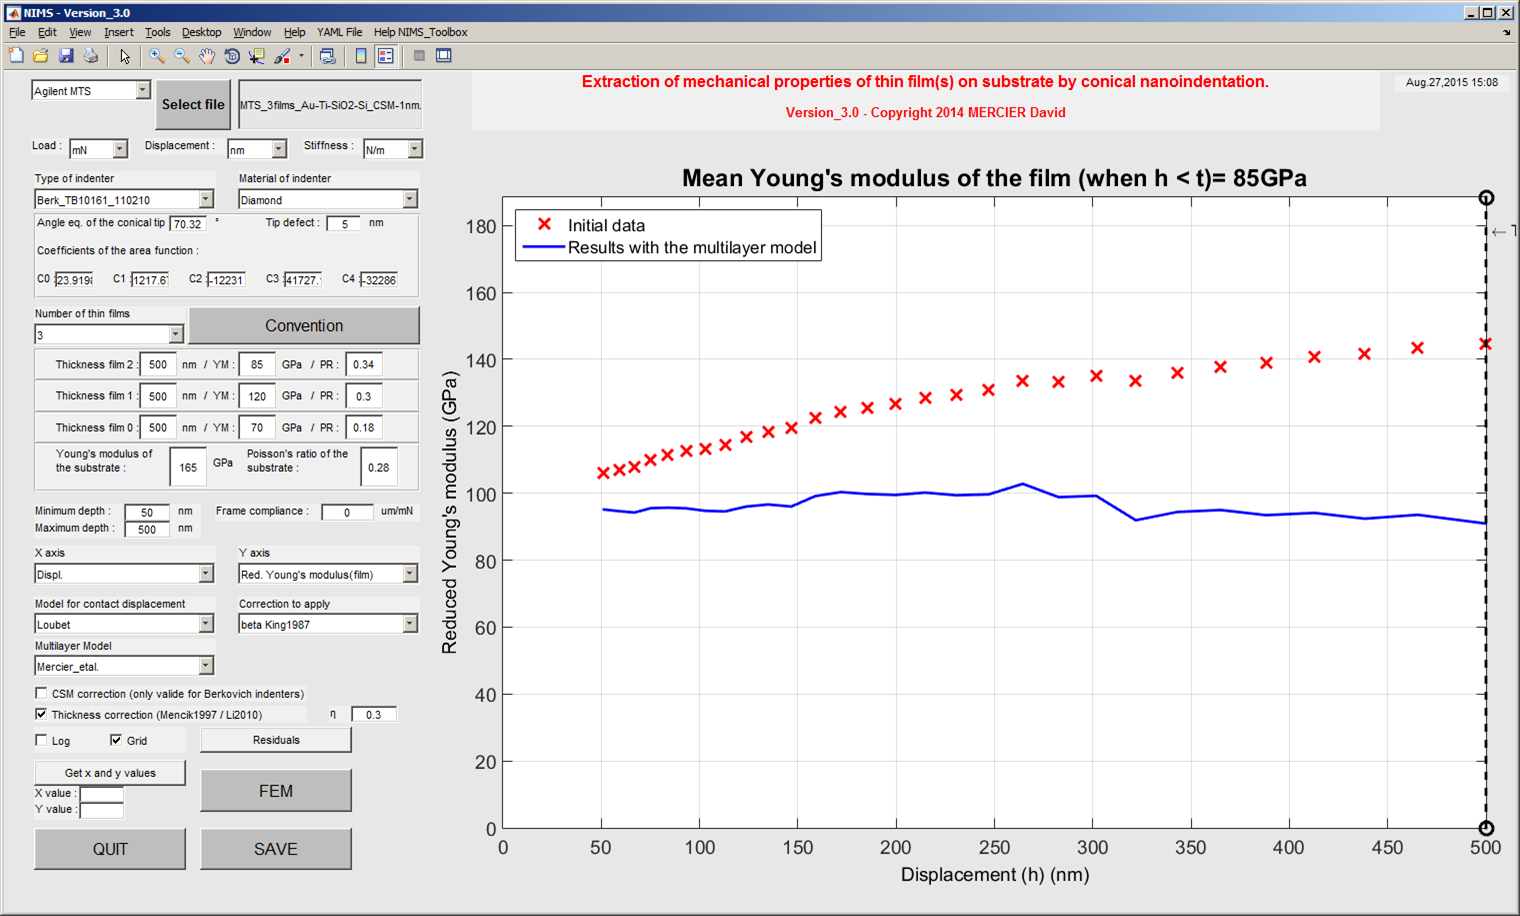 NIMS - Version_3.0
File Edit View Insert Tools Desktop Window Help YAML File Help NIMS_Toolbox
Agilent MTS
Select file
MTS_3films_Au-Ti-SiO2-Si_CSM-1nm.
Extraction of mechanical properties of thin film(s) on substrate by conical nanoindentation.
Version_3.0 - Copyright 2014 MERCIER David
Aug.27,2015 15:08
Load : mN Displacement : nm Stiffness : N/m
Type of indenter Material of indenter
Berk_TB10161_110210 Diamond
Angle eq. of the conical tip 70.32 ° Tip defect : 5 nm
Coefficients of the area function :
C0 : 23.919 C1 : 1217.6 C2 : -12231 C3 : 41727. C4 : -32286
Number of thin films
3
Convention
Thickness film 2 : 500 nm / YM : 85 GPa / PR : 0.34
Thickness film 1 : 500 nm / YM : 120 GPa / PR : 0.3
Thickness film 0 : 500 nm / YM : 70 GPa / PR : 0.18
Young's modulus of the substrate : 165 GPa Poisson's ratio of the substrate : 0.28
Minimum depth : 50 nm Frame compliance : 0 um/mN
Maximum depth : 500 nm
X axis Y axis
Displ. Red. Young's modulus(film)
Model for contact displacement Correction to apply
Loubet beta King1987
Multilayer Model
Mercier_etal.
CSM correction (only valide for Berkovich indenters)
Thickness correction (Mencik1997 / Li2010) η 0.3
Log Grid Residuals
Get x and y values
X value :
Y value :
FEM
QUIT SAVE
Mean Young's modulus of the film (when h < t)= 85GPa
Initial data
Results with the multilayer model
←
Reduced Young's modulus (GPa)
180
160
140
120
100
80
60
40
20
0
0 50 100 150 200 250 300 350 400 450 500
Displacement (h) (nm)